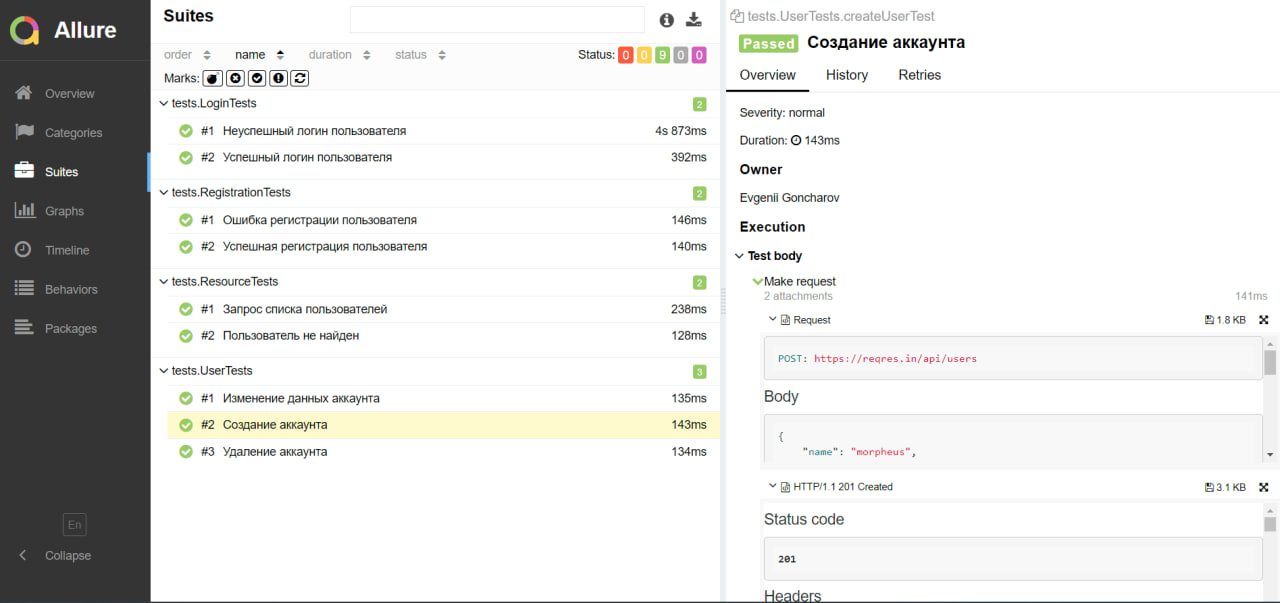 Allure
Overview
Categories
Suites
Graphs
Timeline
Behaviors
Packages
En
Collapse
Suites
order name duration status Status: 0 0 9 0 0
Marks:
tests.LoginTests 2
#1 Неуспешный логин пользователя 4s 873ms
#2 Успешный логин пользователя 392ms
tests.RegistrationTests 2
#1 Ошибка регистрации пользователя 146ms
#2 Успешная регистрация пользователя 140ms
tests.ResourceTests 2
#1 Запрос списка пользователей 238ms
#2 Пользователь не найден 128ms
tests.UserTests 3
#1 Изменение данных аккаунта 135ms
#2 Создание аккаунта 143ms
#3 Удаление аккаунта 134ms
tests.UserTests.createUserTest
Passed Создание аккаунта
Overview History Retries
Severity: normal
Duration: 143ms
Owner
Evgenii Goncharov
Execution
Test body
Make request
2 attachments 141ms
Request 1.8 KB
POST: https://reqres.in/api/users
Body
{
"name": "morpheus",
HTTP/1.1 201 Created 3.1 KB
Status code
201
Headers